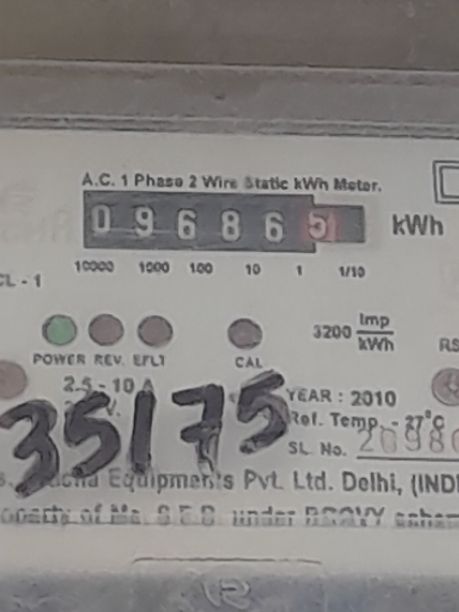 A.C. 1 Phase 2 Wire Static kWh Meter.
0 9 6 8 6 5 kWh
10000 1000 100 10 1 1/10
CL - 1
3200 Imp/kWh
POWER REV. EFLT CAL
2.5 - 10 A
YEAR : 2010
Ref. Temp. - 27°C
35175
SL. No.
Equipments Pvt. Ltd. Delhi,
under